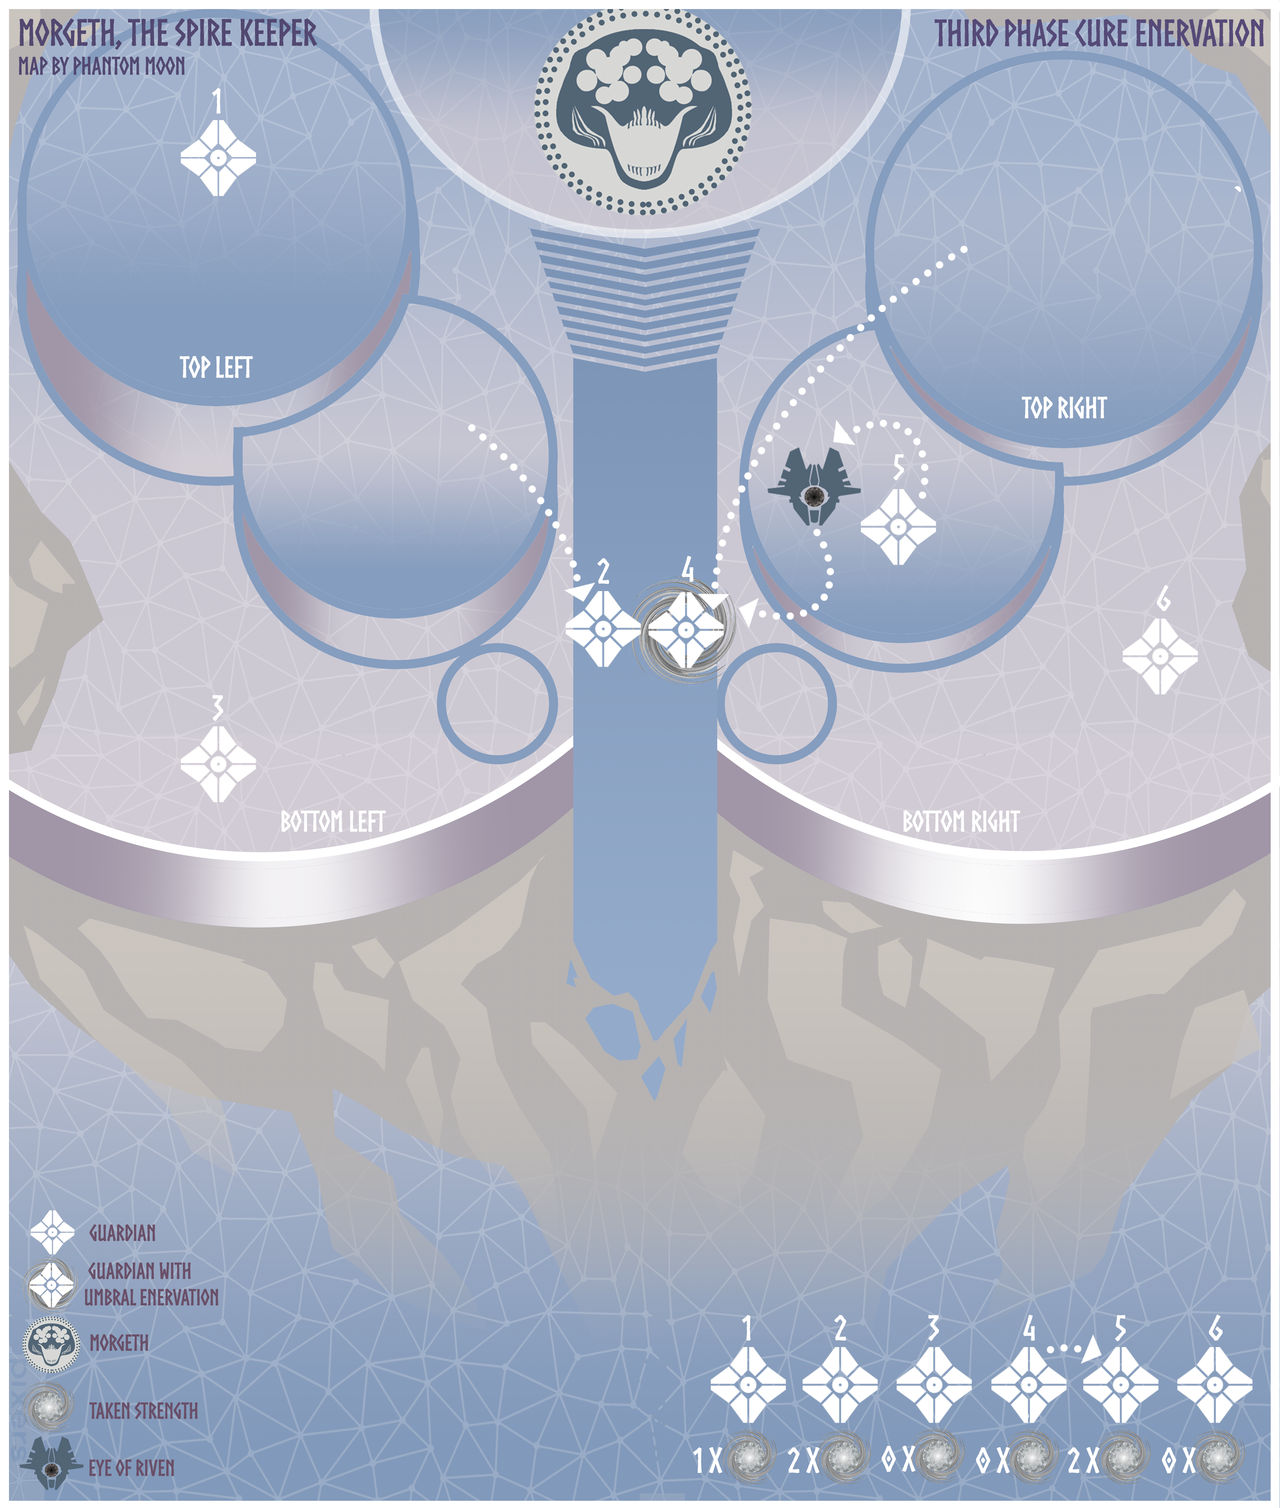 MORGETH, THE SPIRE KEEPER
THIRD PHASE CURE ENERVATION
MAP BY PHANTOM MOON
1
TOP LEFT
TOP RIGHT
5
2
4
6
3
BOTTOM LEFT
BOTTOM RIGHT
GUARDIAN
GUARDIAN WITH
UMBRAL ENERVATION
MORGETH
TAKEN STRENGTH
EYE OF RIVEN
1 2 3 4 5 6
1X 2X 0X 0X 2X 0X